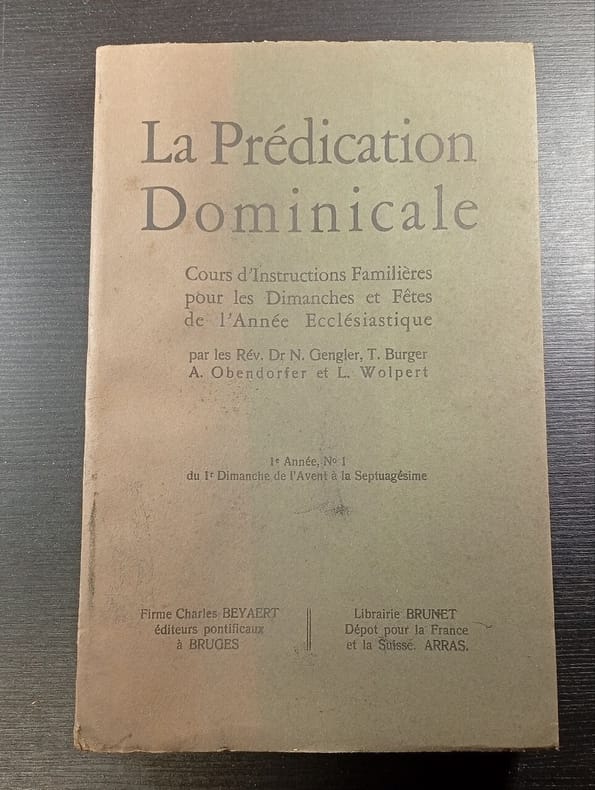 La Prédication
Dominicale
Cours d'Instructions Familières
pour les Dimanches et Fêtes
de l'Année Ecclésiastique
par les Rév. Dr N. Gengler, T. Burger
A. Obendorfer et L. Wolpert
1e Année, No 1
du 1r Dimanche de l'Avent à la Septuagésime
Firme Charles BEYAERT
éditeurs pontificaux
à BRUGES
Librairie BRUNET
Dépot pour la France
et la Suisse. ARRAS.